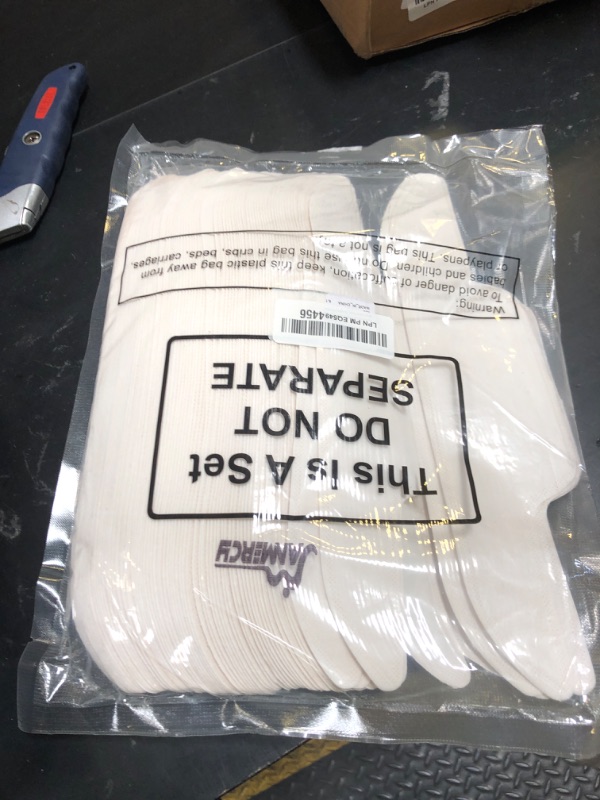 JANMERCY
This Is A Set
DO NOT
SEPARATE
LPN PM EQ5494456
Warning:
To avoid danger of suffocation, keep this plastic bag away from
babies and children. Do not use this bag in cribs, beds, carriages,
or playpens. This bag is not a